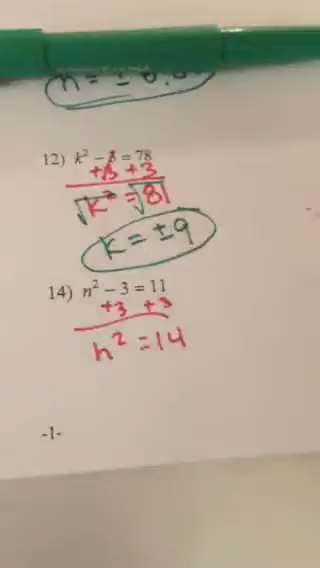 n = ±
12) k² – 3 = 78
+3 +3
√k² = √81
k = ±9
14) n² – 3 = 11
+3 +3
n² = 14
-1-